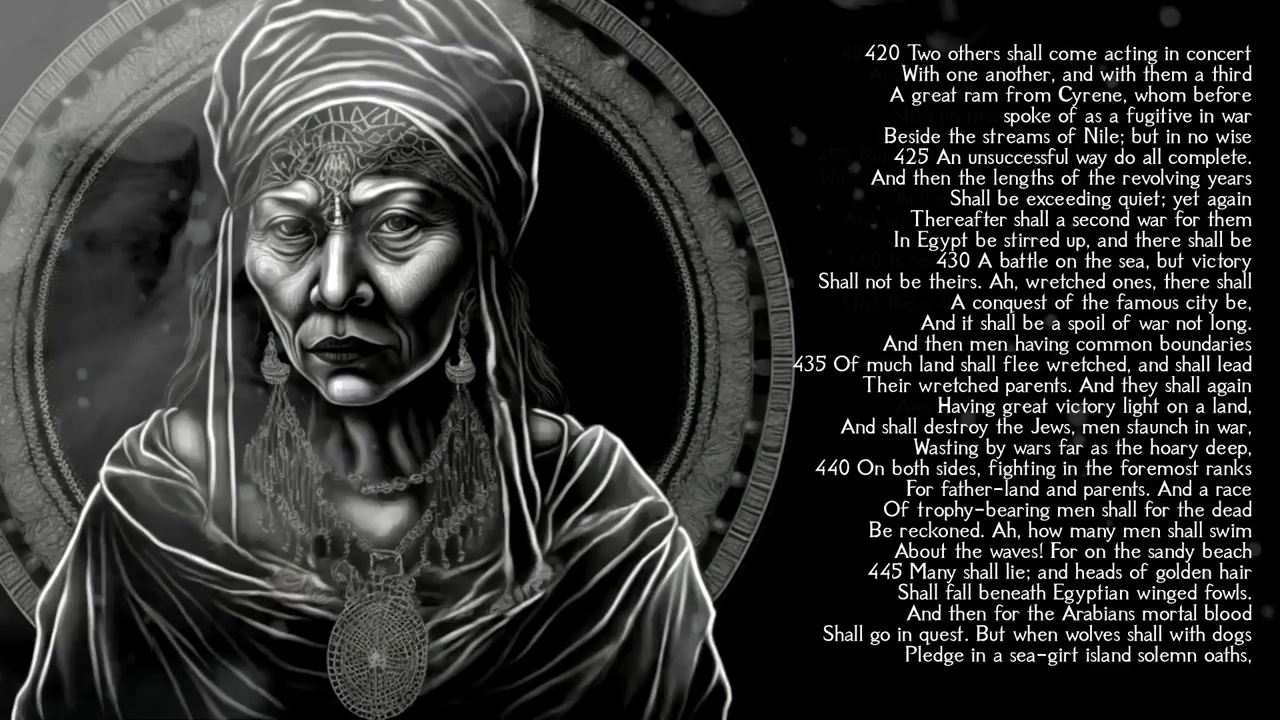 420 Two others shall come acting in concert
With one another, and with them a third
A great ram from Cyrene, whom before
spoke of as a fugitive in war
Beside the streams of Nile; but in no wise
425 An unsuccessful way do all complete.
And then the lengths of the revolving years
Shall be exceeding quiet; yet again
Thereafter shall a second war for them
In Egypt be stirred up, and there shall be
430 A battle on the sea, but victory
Shall not be theirs. Ah, wretched ones, there shall
A conquest of the famous city be,
And it shall be a spoil of war not long.
And then men having common boundaries
435 Of much land shall flee wretched, and shall lead
Their wretched parents. And they shall again
Having great victory light on a land,
And shall destroy the Jews, men staunch in war,
Wasting by wars far as the hoary deep,
440 On both sides, fighting in the foremost ranks
For father-land and parents. And a race
Of trophy-bearing men shall for the dead
Be reckoned. Ah, how many men shall swim
About the waves! For on the sandy beach
445 Many shall lie; and heads of golden hair
Shall fall beneath Egyptian winged fowls.
And then for the Arabians mortal blood
Shall go in quest. But when wolves shall with dogs
Pledge in a sea-girt island solemn oaths,